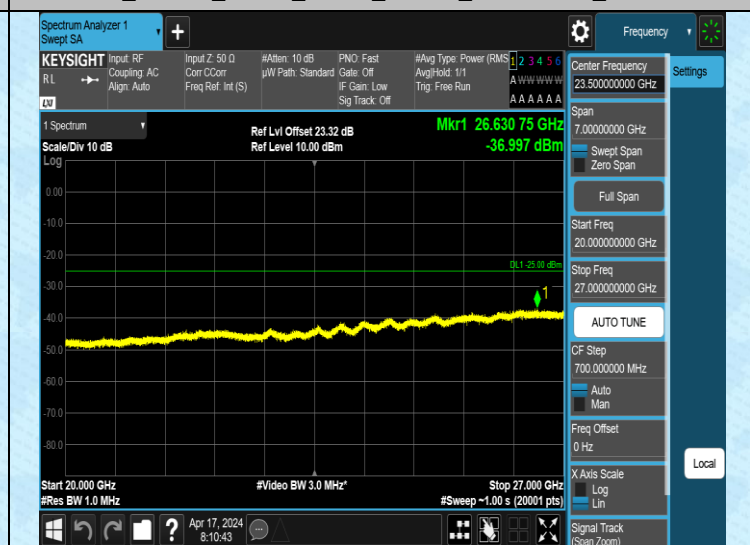 Spectrum Analyzer 1
Swept SA
+
Frequency
KEYSIGHT
RL
LXI
Input: RF
Coupling: AC
Align: Auto
Input Z: 50 Ω
Corr CCorr
Freq Ref: Int (S)
#Atten: 10 dB
µW Path: Standard
PNO: Fast
Gate: Off
IF Gain: Low
Sig Track: Off
#Avg Type: Power (RMS
Avg|Hold: 1/1
Trig: Free Run
1 2 3 4 5 6
A W W W W W
A A A A A A
Center Frequency
23.500000000 GHz
Settings
Span
7.00000000 GHz
Swept Span
Zero Span
Full Span
Start Freq
20.000000000 GHz
Stop Freq
27.000000000 GHz
AUTO TUNE
CF Step
700.000000 MHz
Auto
Man
Freq Offset
0 Hz
X Axis Scale
Log
Lin
Signal Track
(Span Zoom)
Local
1 Spectrum
Scale/Div 10 dB
Log
Ref Lvl Offset 23.32 dB
Ref Level 10.00 dBm
Mkr1 26.630 75 GHz
-36.997 dBm
0.00
-10.0
-20.0
DL1 -25.00 dBm
-30.0
1
-40.0
-50.0
-60.0
-70.0
-80.0
Start 20.000 GHz
#Video BW 3.0 MHz*
Stop 27.000 GHz
#Res BW 1.0 MHz
#Sweep ~1.00 s (20001 pts)
?
Apr 17, 2024
8:10:43